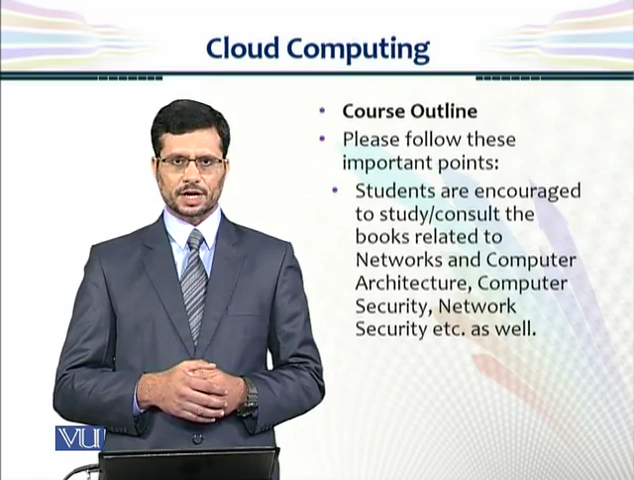 Cloud Computing
• Course Outline
• Please follow these
important points:
• Students are encouraged
to study/consult the
books related to
Networks and Computer
Architecture, Computer
Security, Network
Security etc. as well.
VU